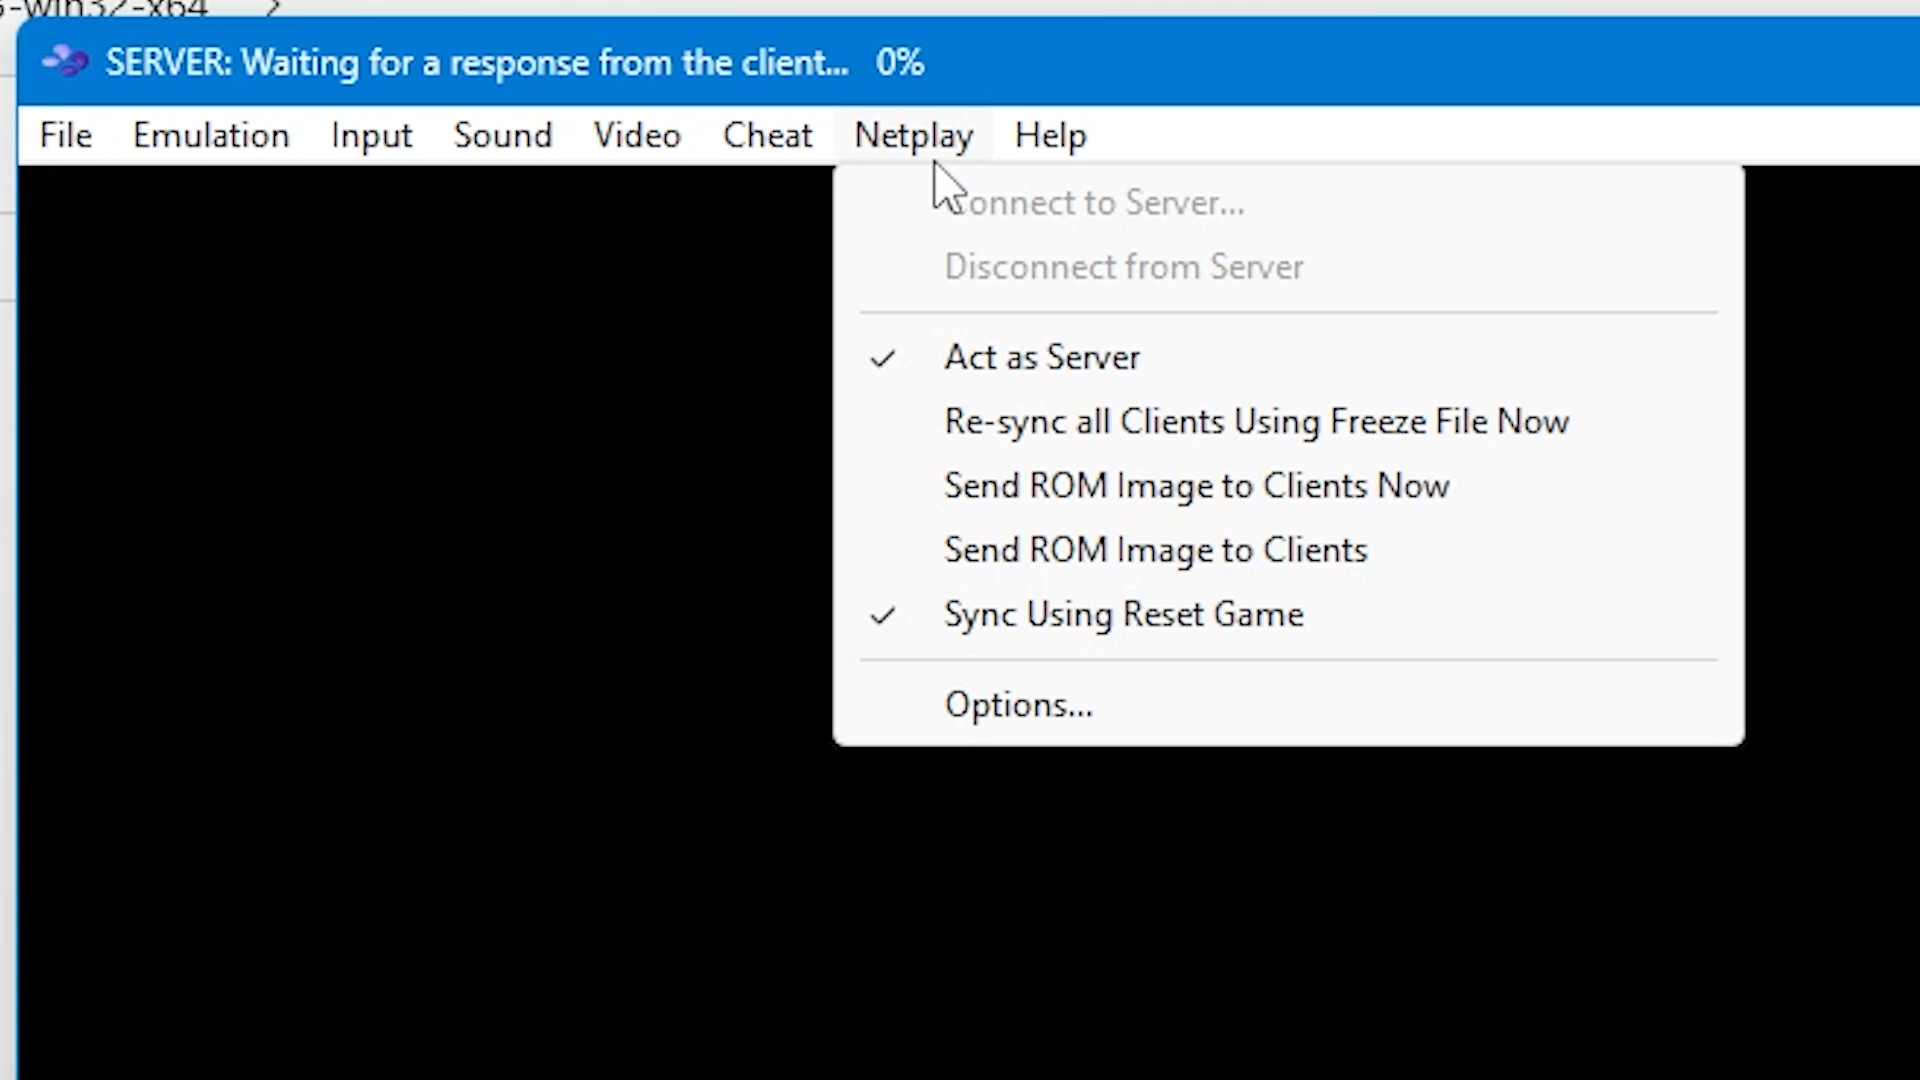 -win32-x64 >
SERVER: Waiting for a response from the client... 0%
File Emulation Input Sound Video Cheat Netplay Help
Connect to Server...
Disconnect from Server
Act as Server
Re-sync all Clients Using Freeze File Now
Send ROM Image to Clients Now
Send ROM Image to Clients
Sync Using Reset Game
Options...